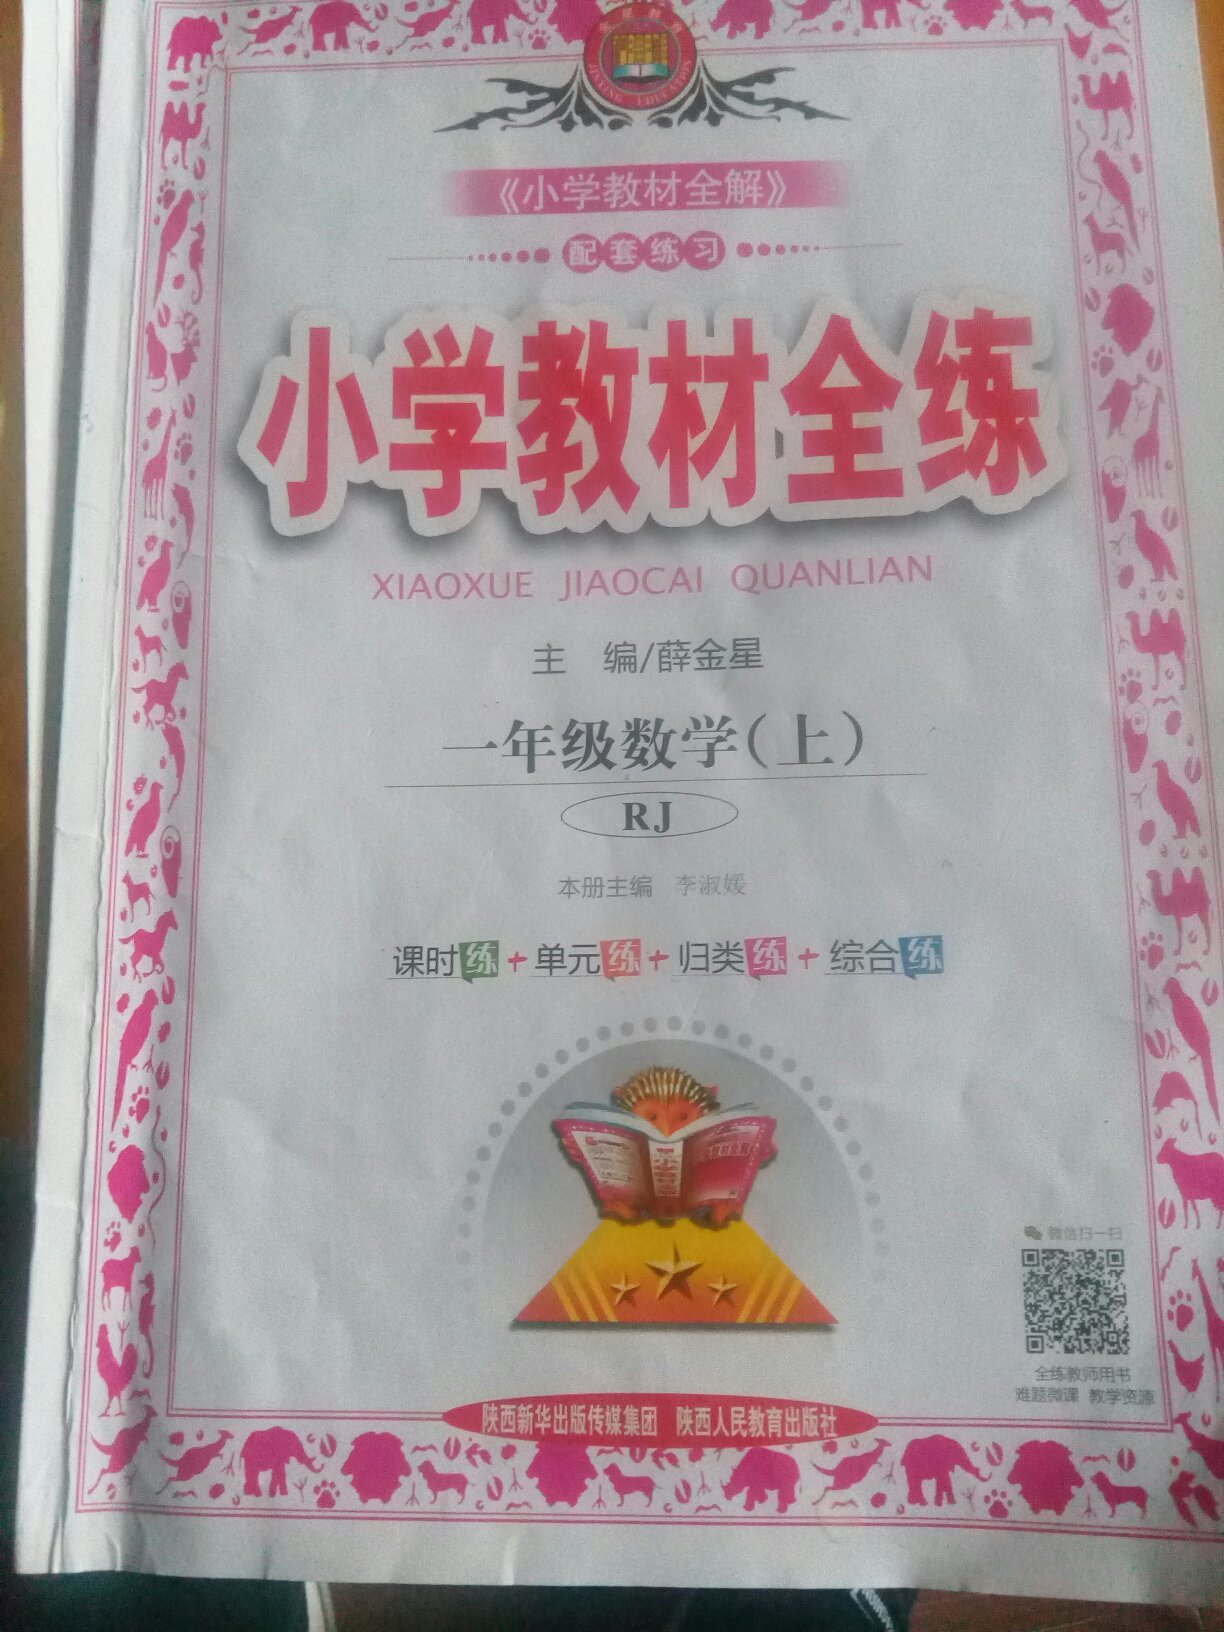 JINXING EDUCATION
《小学教材全解》
配套练习
小学教材全练
XIAOXUE JIAOCAI QUANLIAN
主 编/薛金星
一年级数学(上)
RJ
本册主编 李淑媛
课时练+单元练+归类练+综合练
微信扫一扫
全练教师用书
难题微课 教学资源
陕西新华出版传媒集团 陕西人民教育出版社